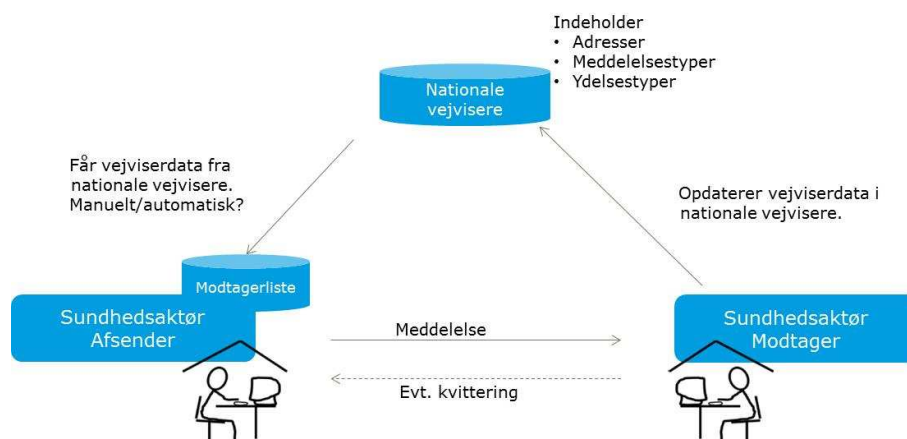 Indeholder
• Adresser
• Meddelelsestyper
• Ydelsestyper
Nationale
vejvisere
Får vejviserdata fra
nationale vejvisere.
Manuelt/automatisk?
Opdaterer vejviserdata i
nationale vejvisere.
Modtagerliste
Sundhedsaktør
Afsender
Meddelelse
Evt. kvittering
Sundhedsaktør
Modtager